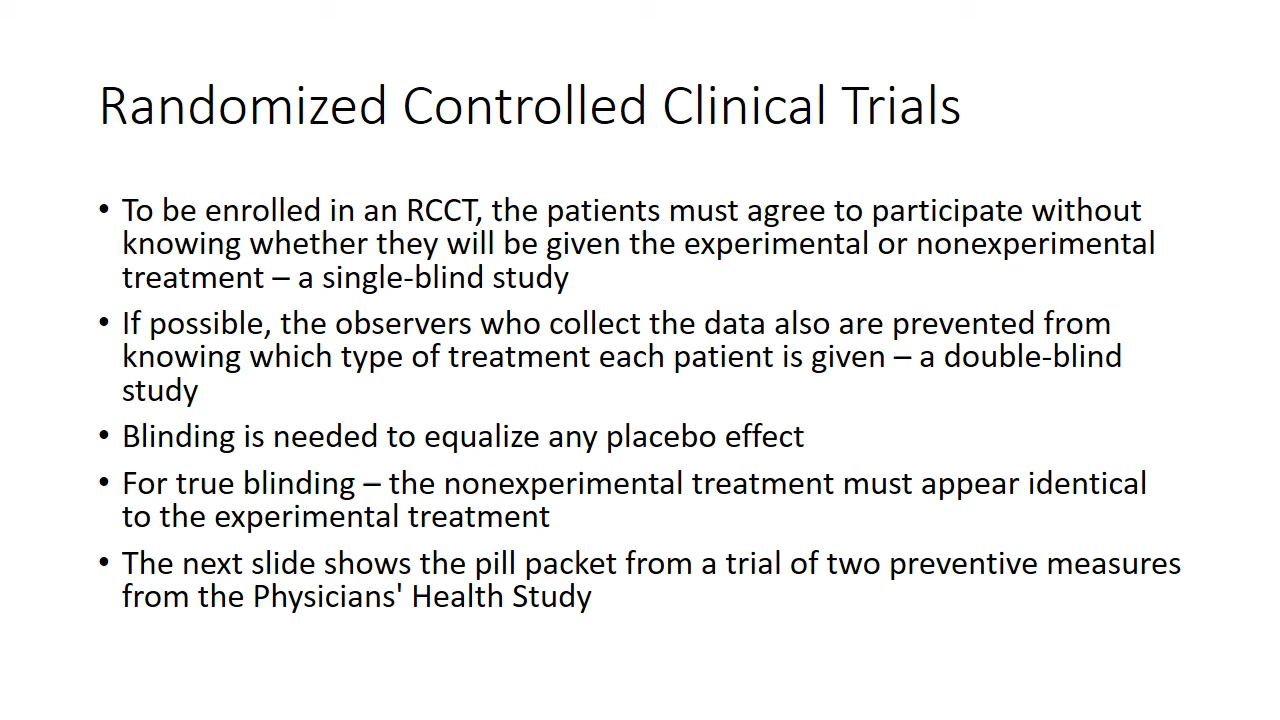 Randomized Controlled Clinical Trials
• To be enrolled in an RCCT, the patients must agree to participate without
knowing whether they will be given the experimental or nonexperimental
treatment – a single-blind study
• If possible, the observers who collect the data also are prevented from
knowing which type of treatment each patient is given – a double-blind
study
• Blinding is needed to equalize any placebo effect
• For true blinding – the nonexperimental treatment must appear identical
to the experimental treatment
• The next slide shows the pill packet from a trial of two preventive measures
from the Physicians' Health Study